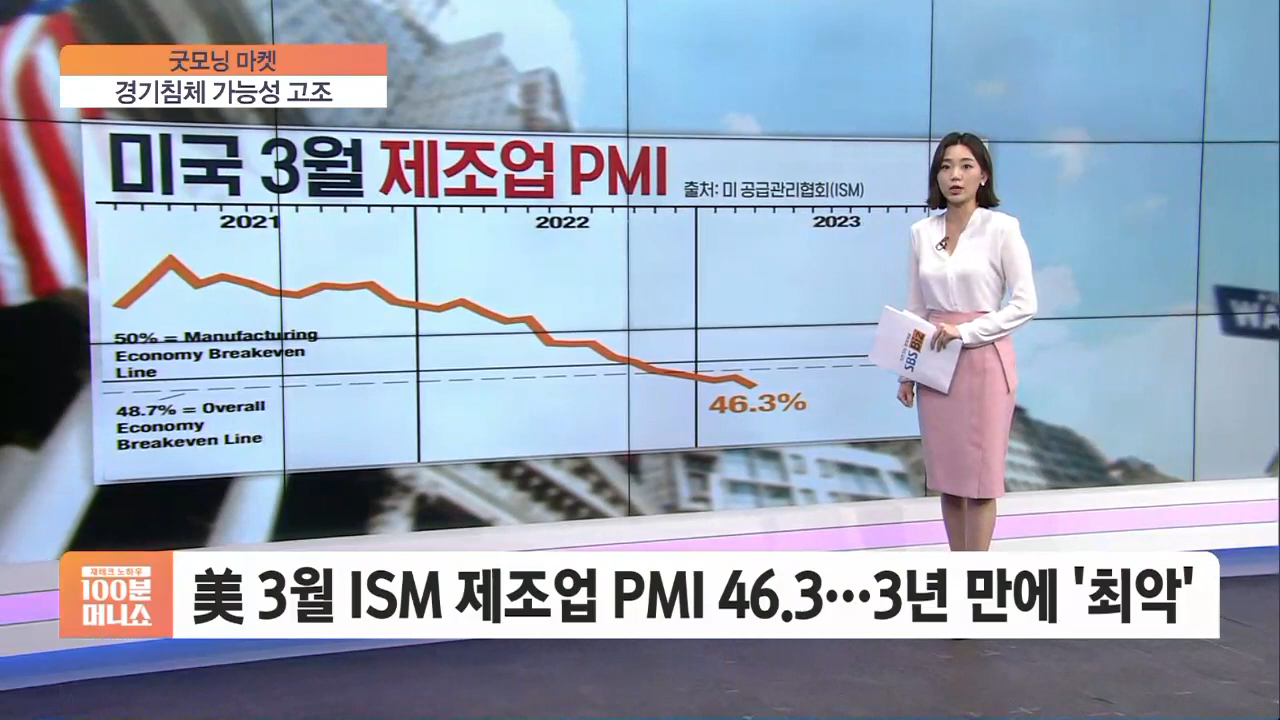 굿모닝 마켓
경기침체 가능성 고조
미국 3월 제조업 PMI
출처: 미 공급관리협회(ISM)
2021 2022 2023
50% = Manufacturing
Economy Breakeven
Line
46.3%
48.7% = Overall
Economy
Breakeven Line
SBS
WA
재테크 노하우
100분
머니쇼
美 3월 ISM 제조업 PMI 46.3…3년 만에 '최악'